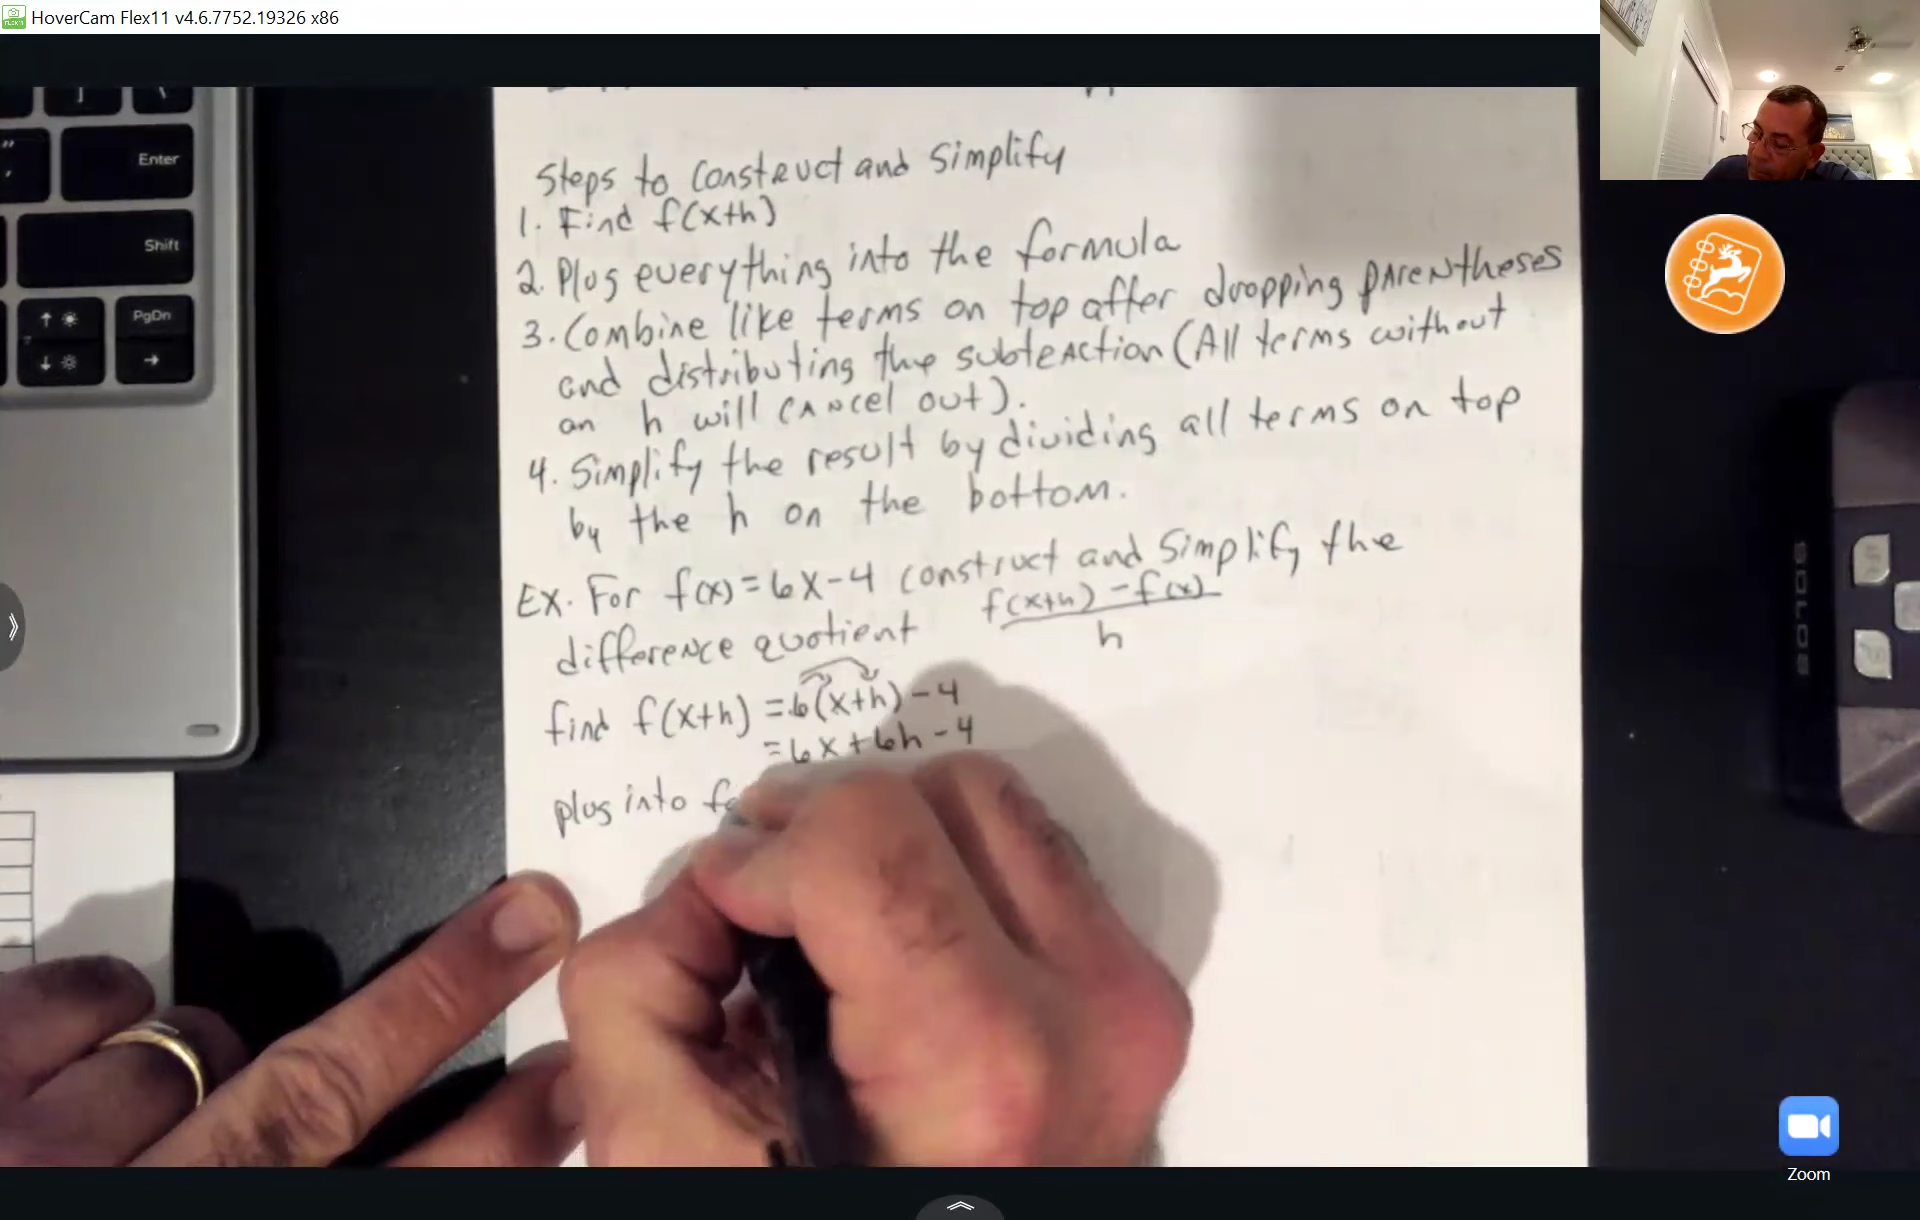 HoverCam Flex11 v4.6.7752.19326 x86
Enter
Shift
PgDn
Steps to construct and simplify
1. Find f(x+h)
2. Plug everything into the formula
3. Combine like terms on top after dropping parentheses
and distributing the subtraction (All terms without
an h will cancel out).
4. Simplify the result by dividing all terms on top
by the h on the bottom.
Ex. For f(x)=6x-4 construct and simplify the
difference quotient f(x+h)-f(x)
h
find f(x+h) =6(x+h)-4
=6x+6h-4
plug into fo
Zoom